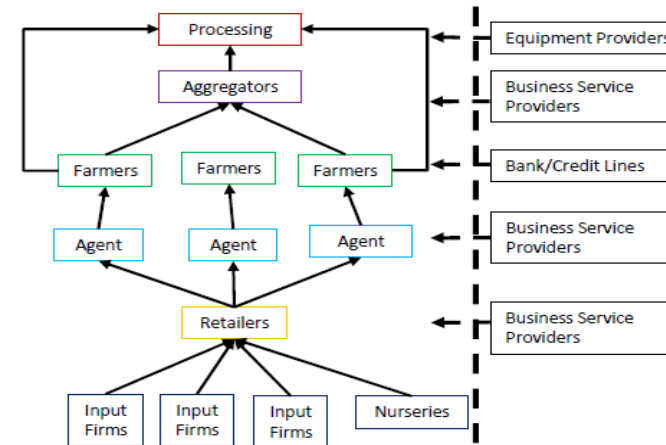 Processing
Equipment Providers
Aggregators
Business Service
Providers
Farmers
Farmers
Farmers
Bank/Credit Lines
Agent
Agent
Agent
Business Service
Providers
Retailers
Business Service
Providers
Input
Firms
Input
Firms
Input
Firms
Nurseries